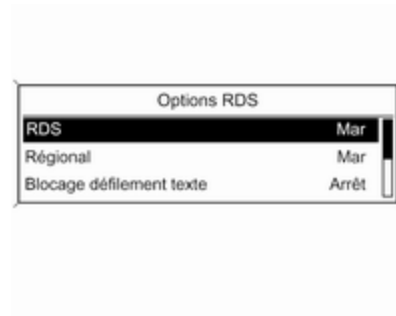 Options RDS
RDS Mar
Régional Mar
Blocage défilement texte Arrêt